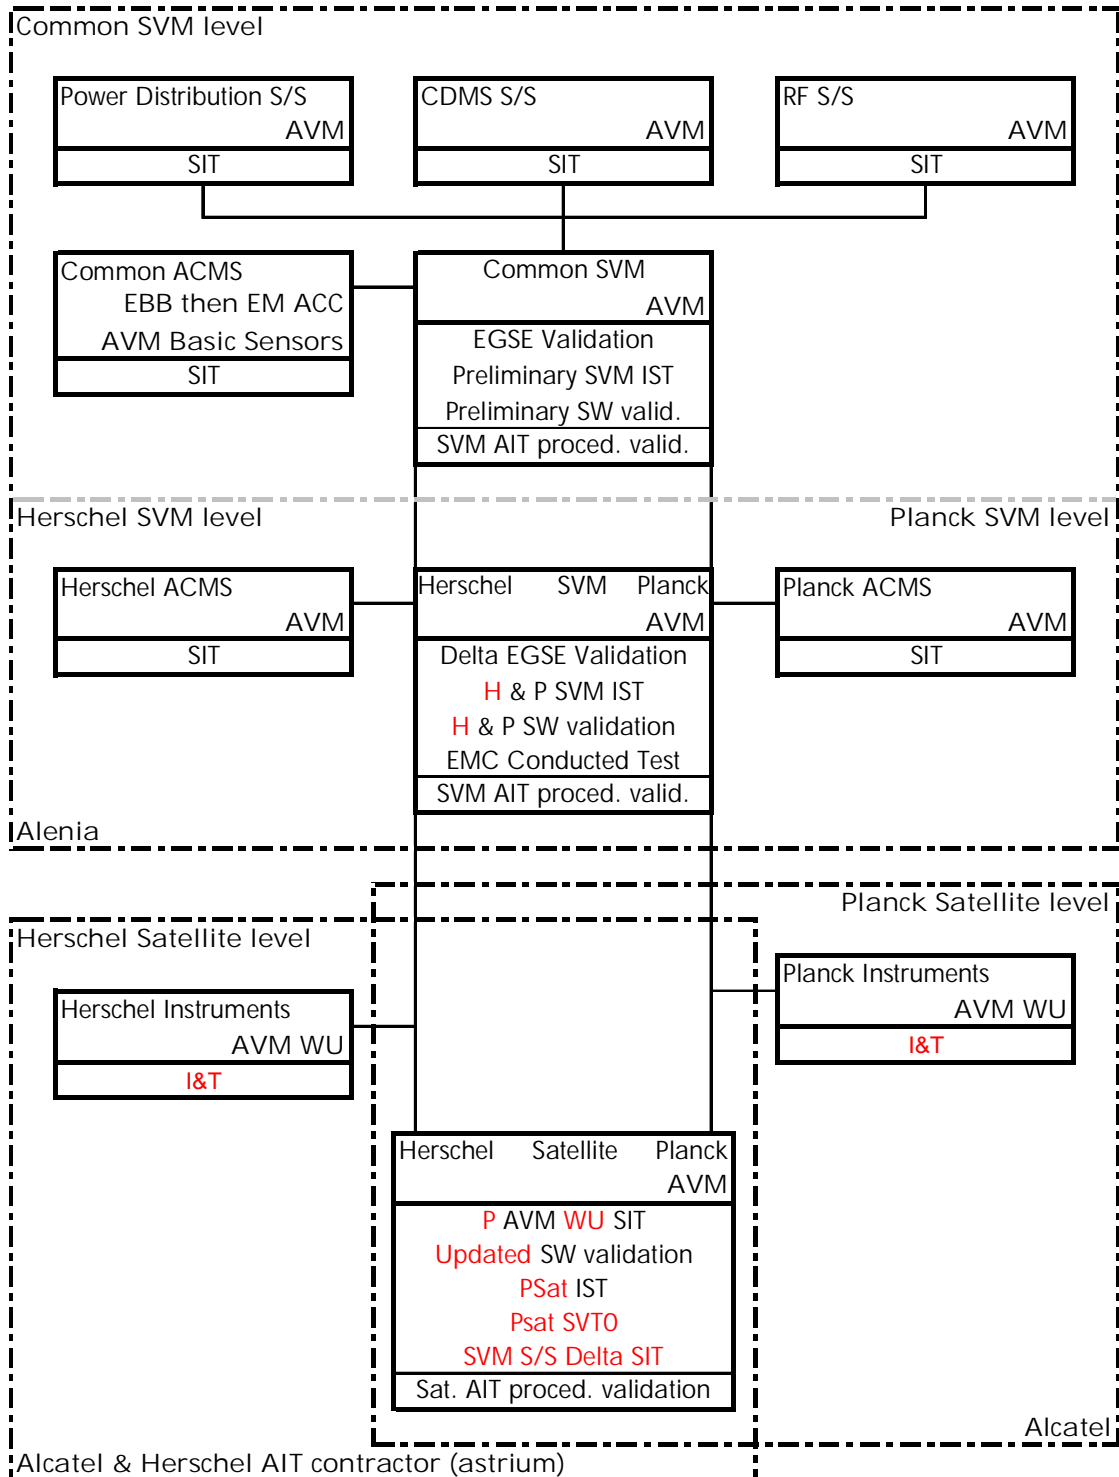 Common SVM level
Power Distribution S/S
AVM
SIT
CDMS S/S
AVM
SIT
RF S/S
AVM
SIT
Common ACMS
EBB then EM ACC
AVM Basic Sensors
SIT
Common SVM
AVM
EGSE Validation
Preliminary SVM IST
Preliminary SW valid.
SVM AIT proced. valid.
Herschel SVM level
Planck SVM level
Herschel ACMS
AVM
SIT
Herschel SVM Planck
AVM
Delta EGSE Validation
H & P SVM IST
H & P SW validation
EMC Conducted Test
SVM AIT proced. valid.
Planck ACMS
AVM
SIT
Alenia
Planck Satellite level
Herschel Satellite level
Planck Instruments
AVM WU
I&T
Herschel Instruments
AVM WU
I&T
Herschel Satellite Planck
AVM
P AVM WU SIT
Updated SW validation
PSat IST
Psat SVT0
SVM S/S Delta SIT
Sat. AIT proced. validation
Alcatel
Alcatel & Herschel AIT contractor (astrium)